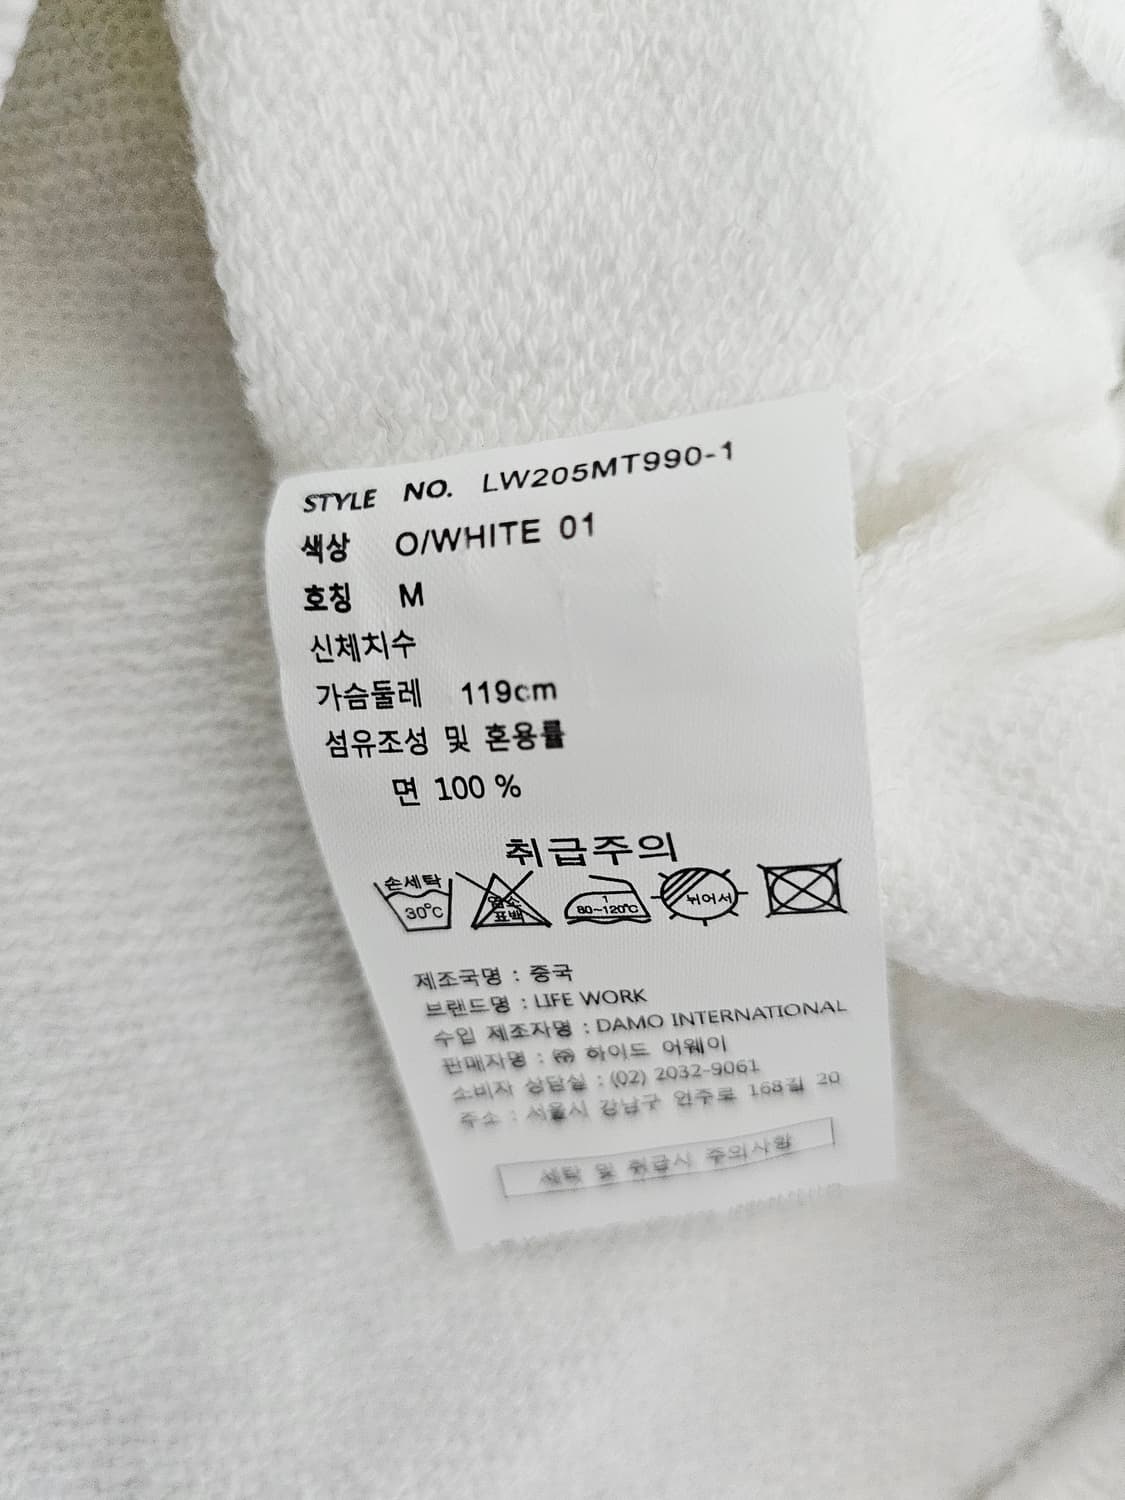 STYLE NO. LW205MT990-1
색상 O/WHITE 01
호칭 M
신체치수
가슴둘레 119cm
섬유조성 및 혼용률
면 100 %
취급주의
손세탁
30°C
염소
표백
1
80~120°C
뉘어서
제조국명 : 중국
브랜드명 : LIFE WORK
수입 제조자명 : DAMO INTERNATIONAL
판매자명 : ㈜ 하이드 어웨이
소비자 상담실 : (02) 2032-9061
주소 : 서울시 강남구 언주로 168길 20
세탁 및 취급시 주의사항